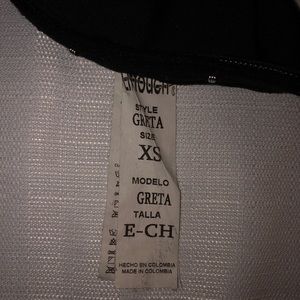 STYLE
GRETA
SIZE
XS
MODELO
GRETA
TALLA
E-CH
HECHO EN COLOMBIA
MADE IN COLOMBIA